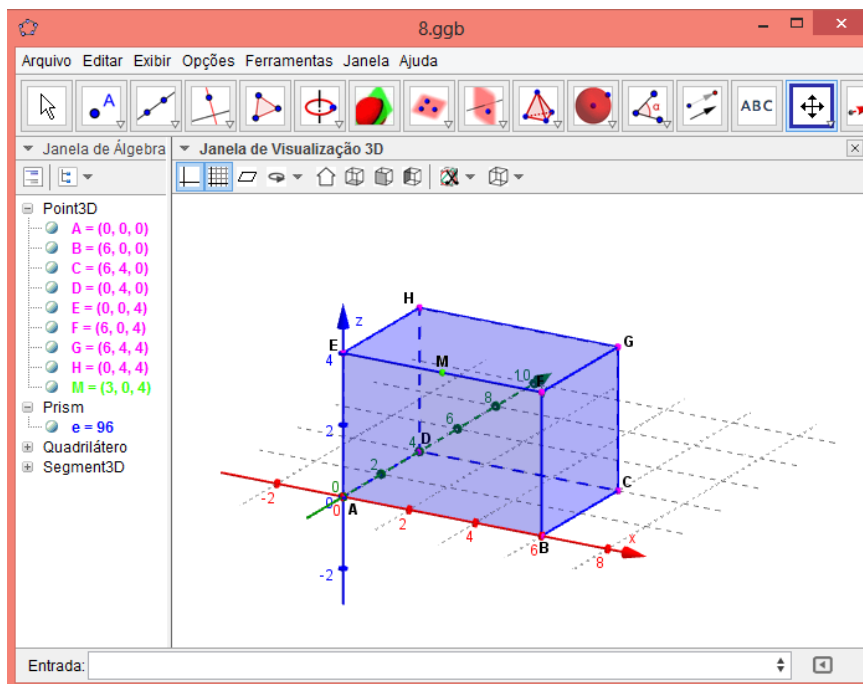 8.ggb
Arquivo Editar Exibir Opções Ferramentas Janela Ajuda
A
α
ABC
Janela de Álgebra
Janela de Visualização 3D
Point3D
A = (0, 0, 0)
B = (6, 0, 0)
C = (6, 4, 0)
D = (0, 4, 0)
E = (0, 0, 4)
F = (6, 0, 4)
G = (6, 4, 4)
H = (0, 4, 4)
M = (3, 0, 4)
Prism
e = 96
Quadrilátero
Segment3D
H
z
E
G
4
M
10
F
8
6
2
4
D
2
C
0
0
0
A
-2
2
4
6
B
x
8
-2
Entrada: